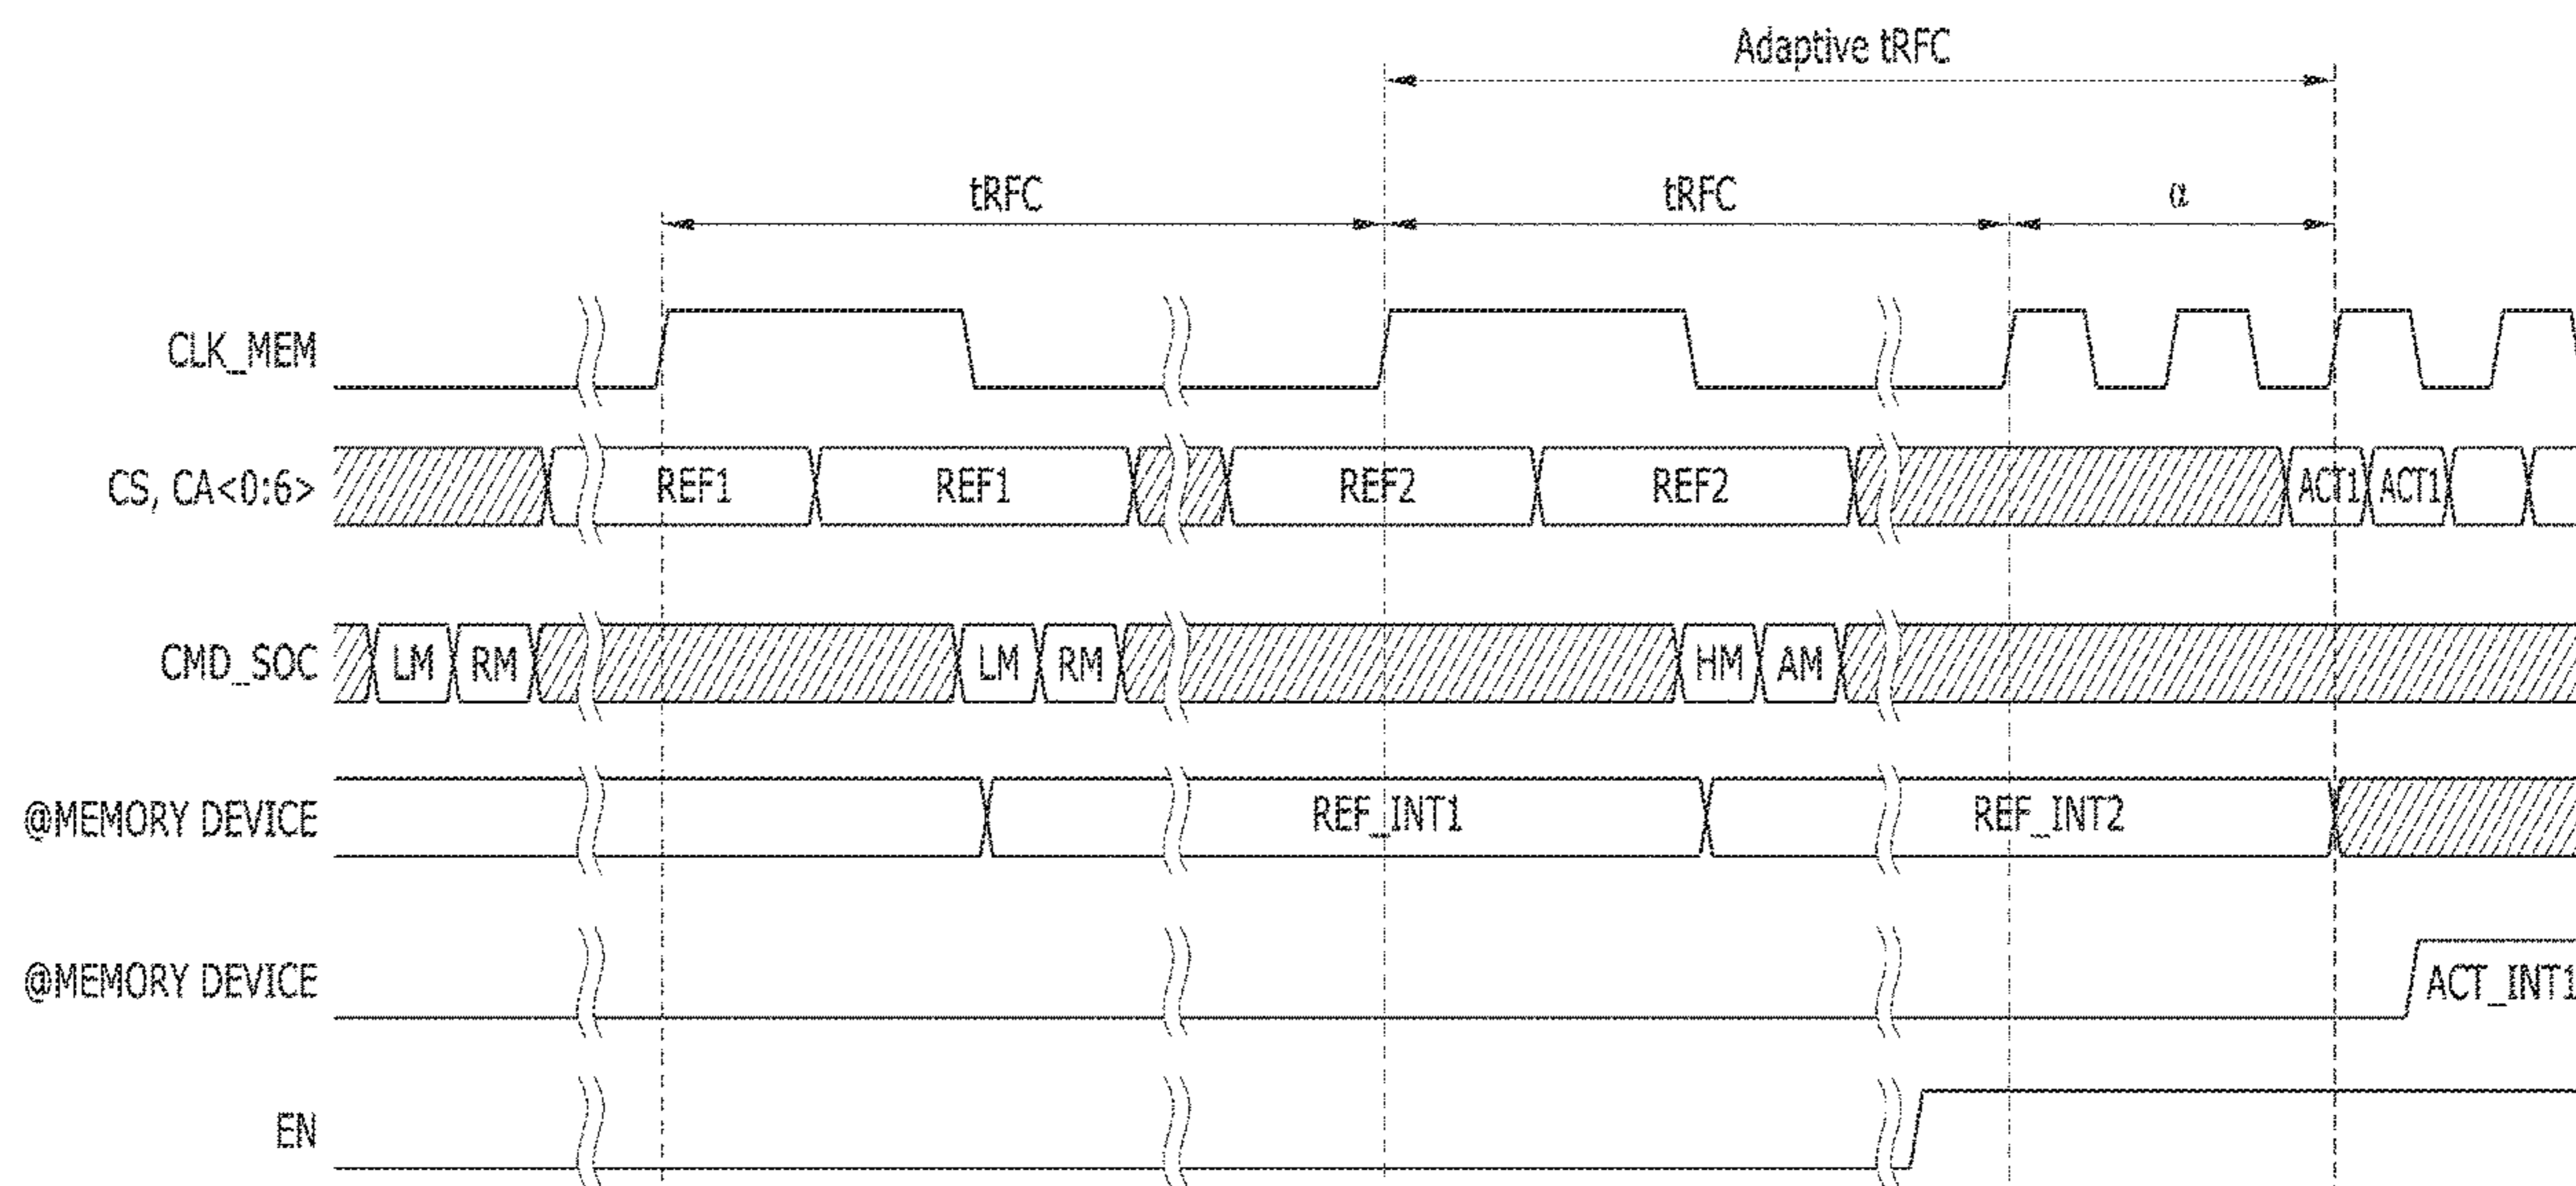 Adaptive tRFC
tRFC tRFC α
CLK_MEM
CS, CA<0:6> REF1 REF1 REF2 REF2 ACT1 ACT1
CMD_SOC LM RM LM RM HM AM
@MEMORY DEVICE REF_INT1 REF_INT2
@MEMORY DEVICE ACT_INT1
EN